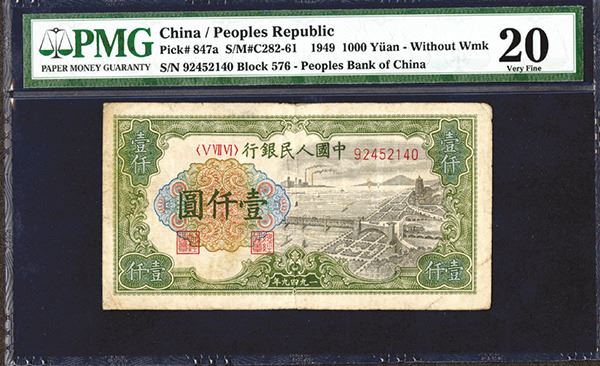 PMG
PAPER MONEY GUARANTY
China / Peoples Republic
Pick# 847a S/M#C282-61 1949 1000 Yüan - Without Wmk
S/N 92452140 Block 576 - Peoples Bank of China
20
Very Fine
壹仟
壹仟
〈V VII VI〉
行銀民人國中
92452140
圓仟壹
年九四九一
壹仟
壹仟